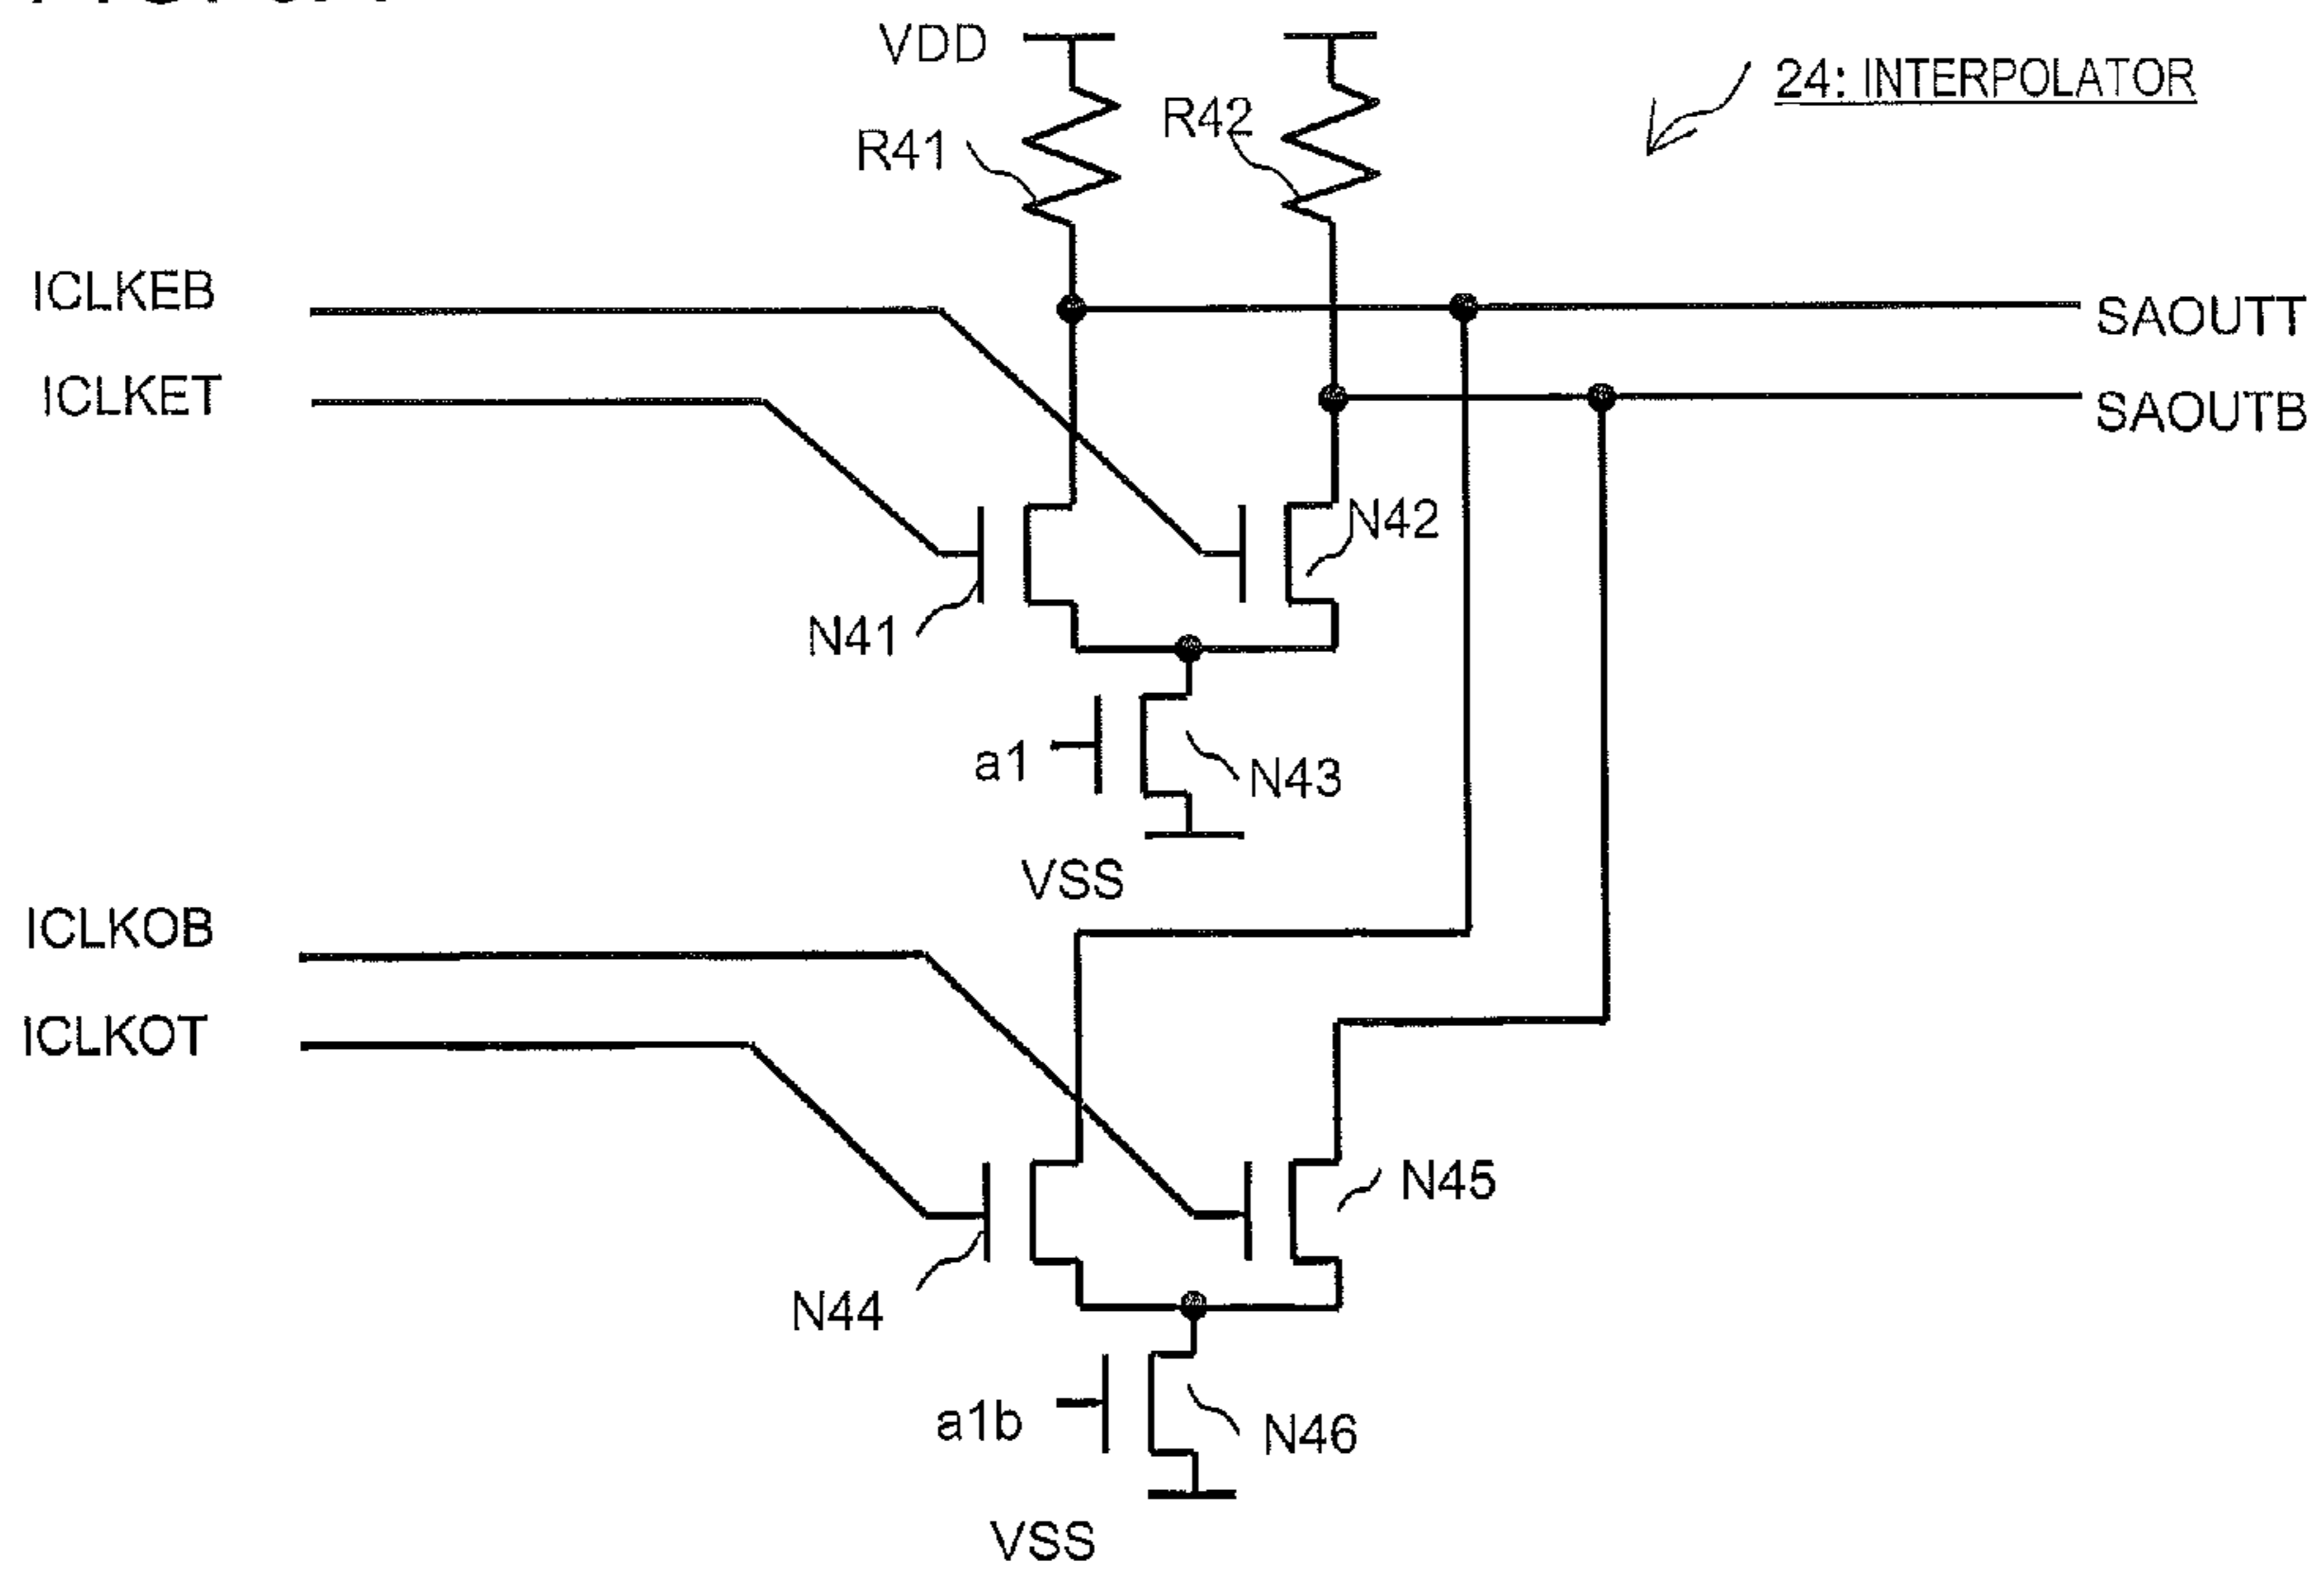 VDD
24: INTERPOLATOR
R41
R42
ICLKEB
SAOUTT
ICLKET
SAOUTB
N42
N41
a1
N43
VSS
ICLKOB
ICLKOT
N45
N44
a1b
N46
VSS